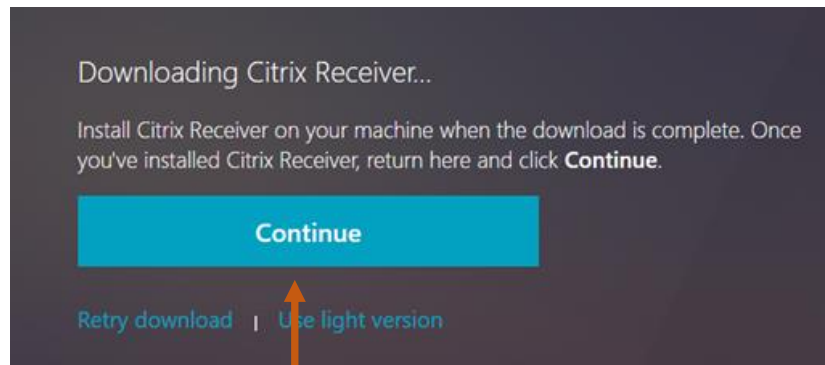 Downloading Citrix Receiver...
Install Citrix Receiver on your machine when the download is complete. Once
you've installed Citrix Receiver, return here and click Continue.
Continue
Retry download | Use light version